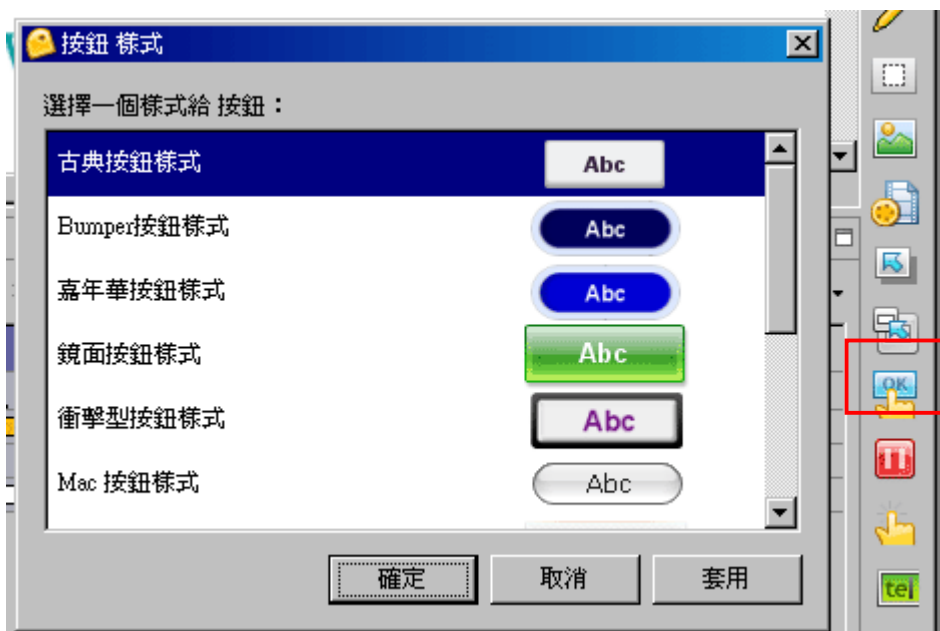 按鈕 樣式
選擇一個樣式給 按鈕：
古典按鈕樣式 Abc
Bumper按鈕樣式 Abc
嘉年華按鈕樣式 Abc
鏡面按鈕樣式 Abc
衝擊型按鈕樣式 Abc
Mac 按鈕樣式 Abc
確定 取消 套用
OK
tel